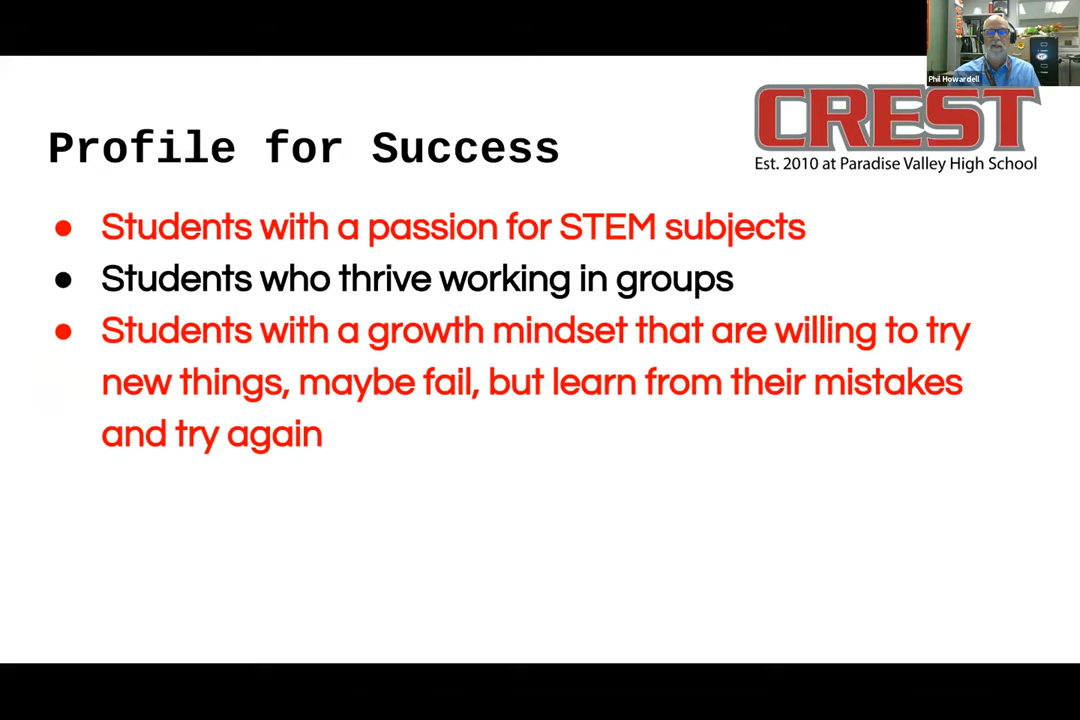 Phil Howardell
CREST
Est. 2010 at Paradise Valley High School
Profile for Success
● Students with a passion for STEM subjects
● Students who thrive working in groups
● Students with a growth mindset that are willing to try
new things, maybe fail, but learn from their mistakes
and try again